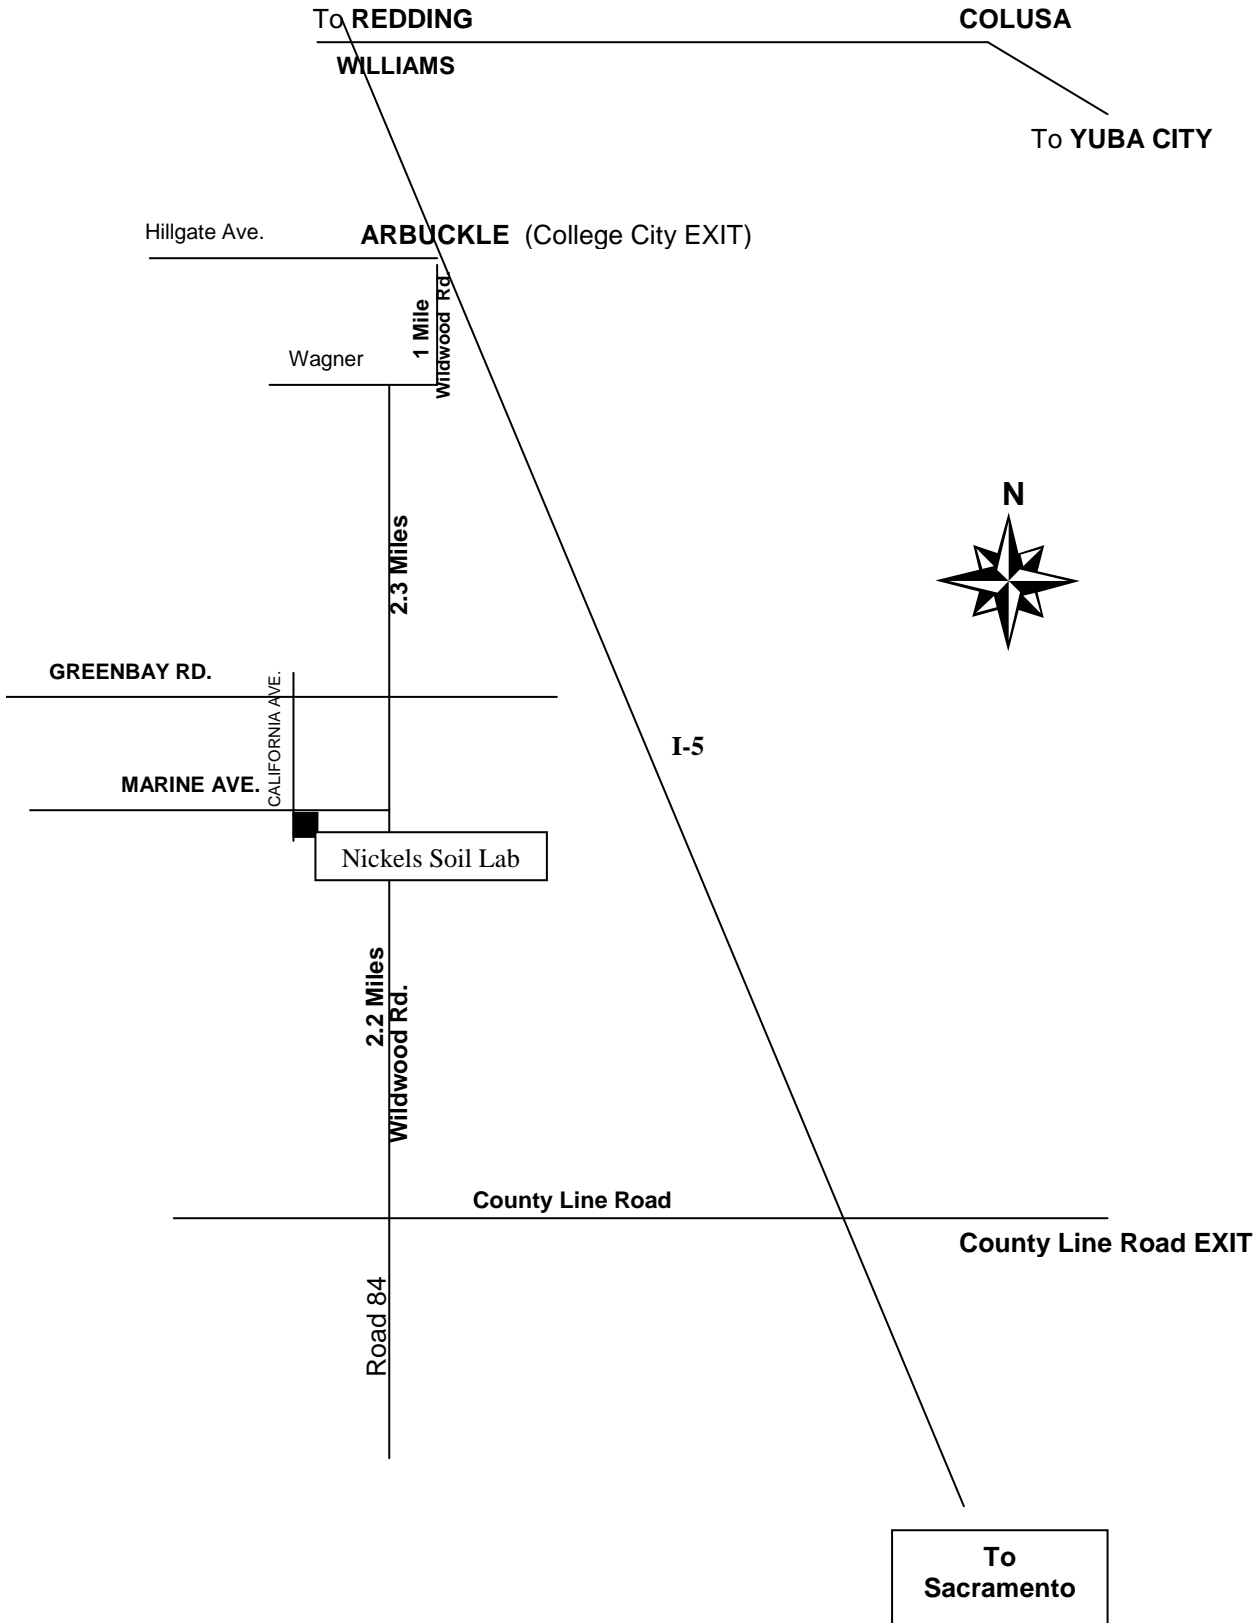 To REDDING
COLUSA
WILLIAMS
To YUBA CITY
Hillgate Ave.
ARBUCKLE (College City EXIT)
1 Mile
Wildwood Rd.
Wagner
N
2.3 Miles
GREENBAY RD.
CALIFORNIA AVE.
I-5
MARINE AVE.
Nickels Soil Lab
2.2 Miles
Wildwood Rd.
County Line Road
County Line Road EXIT
Road 84
To
Sacramento